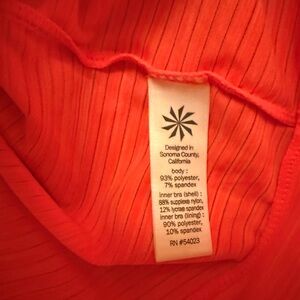 Designed in
Sonoma County,
California
body :
93% polyester,
7% spandex
inner bra (shell) :
88% supplex nylon,
12% lycra spandex
inner bra (lining) :
90% polyester,
10% spandex
RN #54023